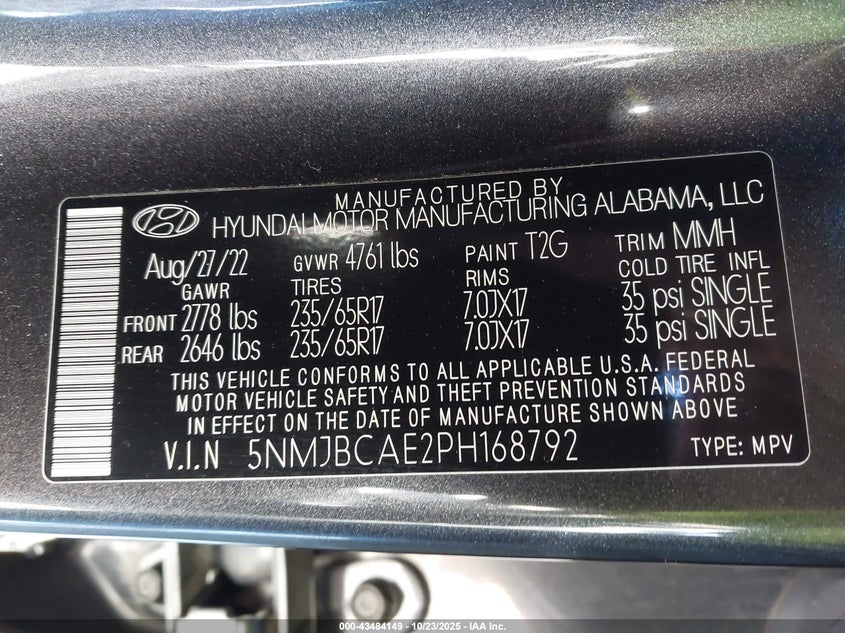 MANUFACTURED BY
HYUNDAI MOTOR MANUFACTURING ALABAMA, LLC
Aug/27/22 GVWR 4761 lbs PAINT T2G TRIM MMH
GAWR TIRES RIMS COLD TIRE INFL
FRONT 2778 lbs 235/65R17 7.0JX17 35 psi SINGLE
REAR 2646 lbs 235/65R17 7.0JX17 35 psi SINGLE
THIS VEHICLE CONFORMS TO ALL APPLICABLE U.S.A. FEDERAL
MOTOR VEHICLE SAFETY AND THEFT PREVENTION STANDARDS
IN EFFECT ON THE DATE OF MANUFACTURE SHOWN ABOVE
V.I.N 5NMJBCAE2PH168792 TYPE: MPV
000-43484149 - 10/23/2025 - IAA Inc.